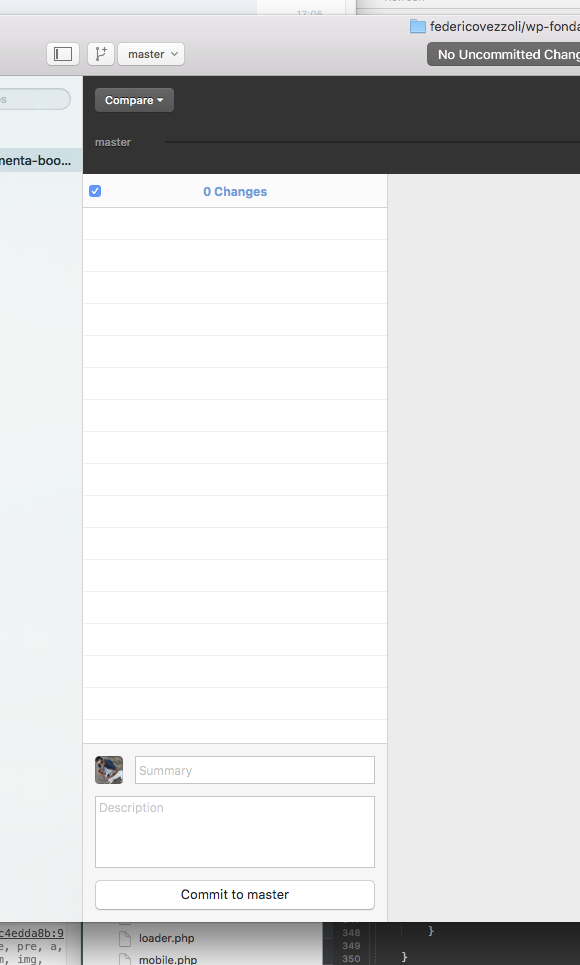 17:06
federicovezzoli/wp-fonda
master
No Uncommitted Chang
Compare
master
menta-boo...
0 Changes
Summary
Description
Commit to master
c4edda8b:9
e, pre, a,
m, img,
loader.php
mobile.php
348 }
349
350 }